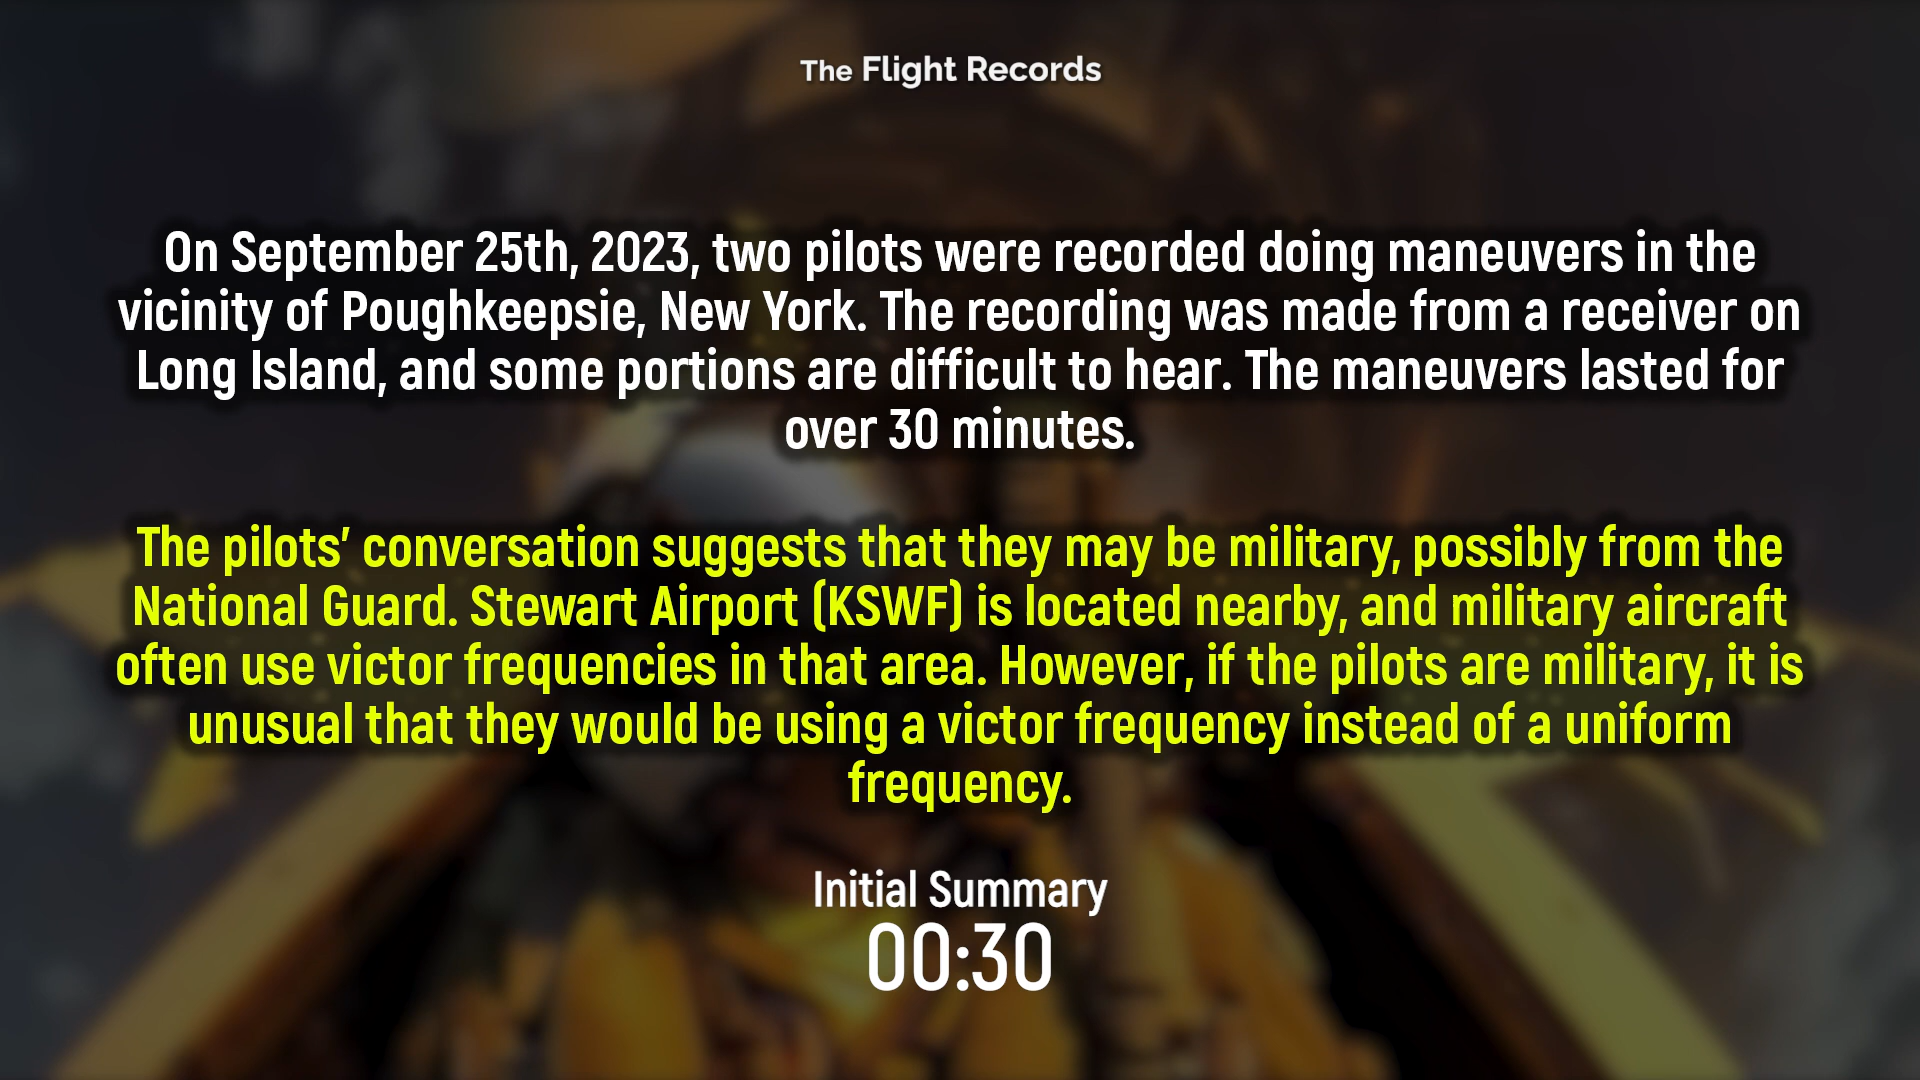 The Flight Records
On September 25th, 2023, two pilots were recorded doing maneuvers in the
vicinity of Poughkeepsie, New York. The recording was made from a receiver on
Long Island, and some portions are difficult to hear. The maneuvers lasted for
over 30 minutes.
The pilots’ conversation suggests that they may be military, possibly from the
National Guard. Stewart Airport (KSWF) is located nearby, and military aircraft
often use victor frequencies in that area. However, if the pilots are military, it is
unusual that they would be using a victor frequency instead of a uniform
frequency.
Initial Summary
00:30